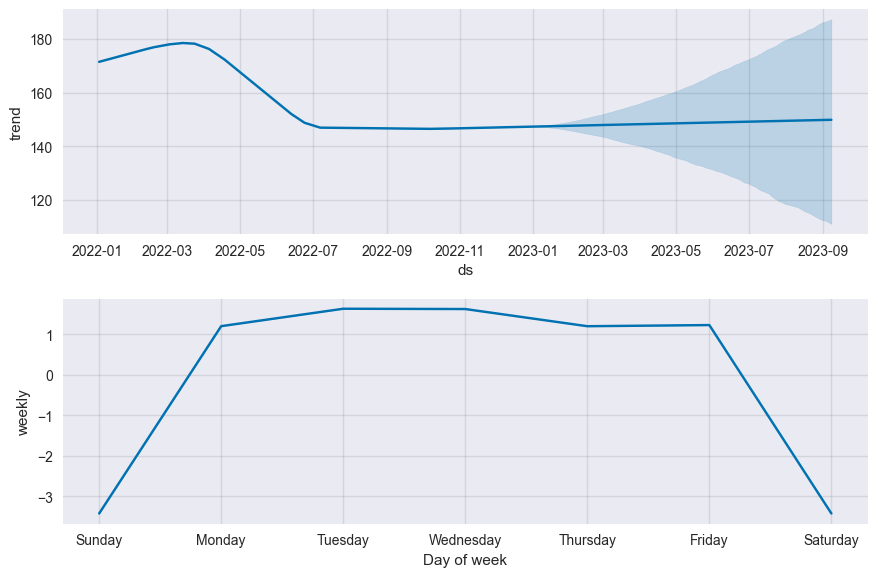 180
160
140
120
trend
2022-01 2022-03 2022-05 2022-07 2022-09 2022-11 2023-01 2023-03 2023-05 2023-07 2023-09
ds
1
0
−1
−2
−3
weekly
Sunday Monday Tuesday Wednesday Thursday Friday Saturday
Day of week